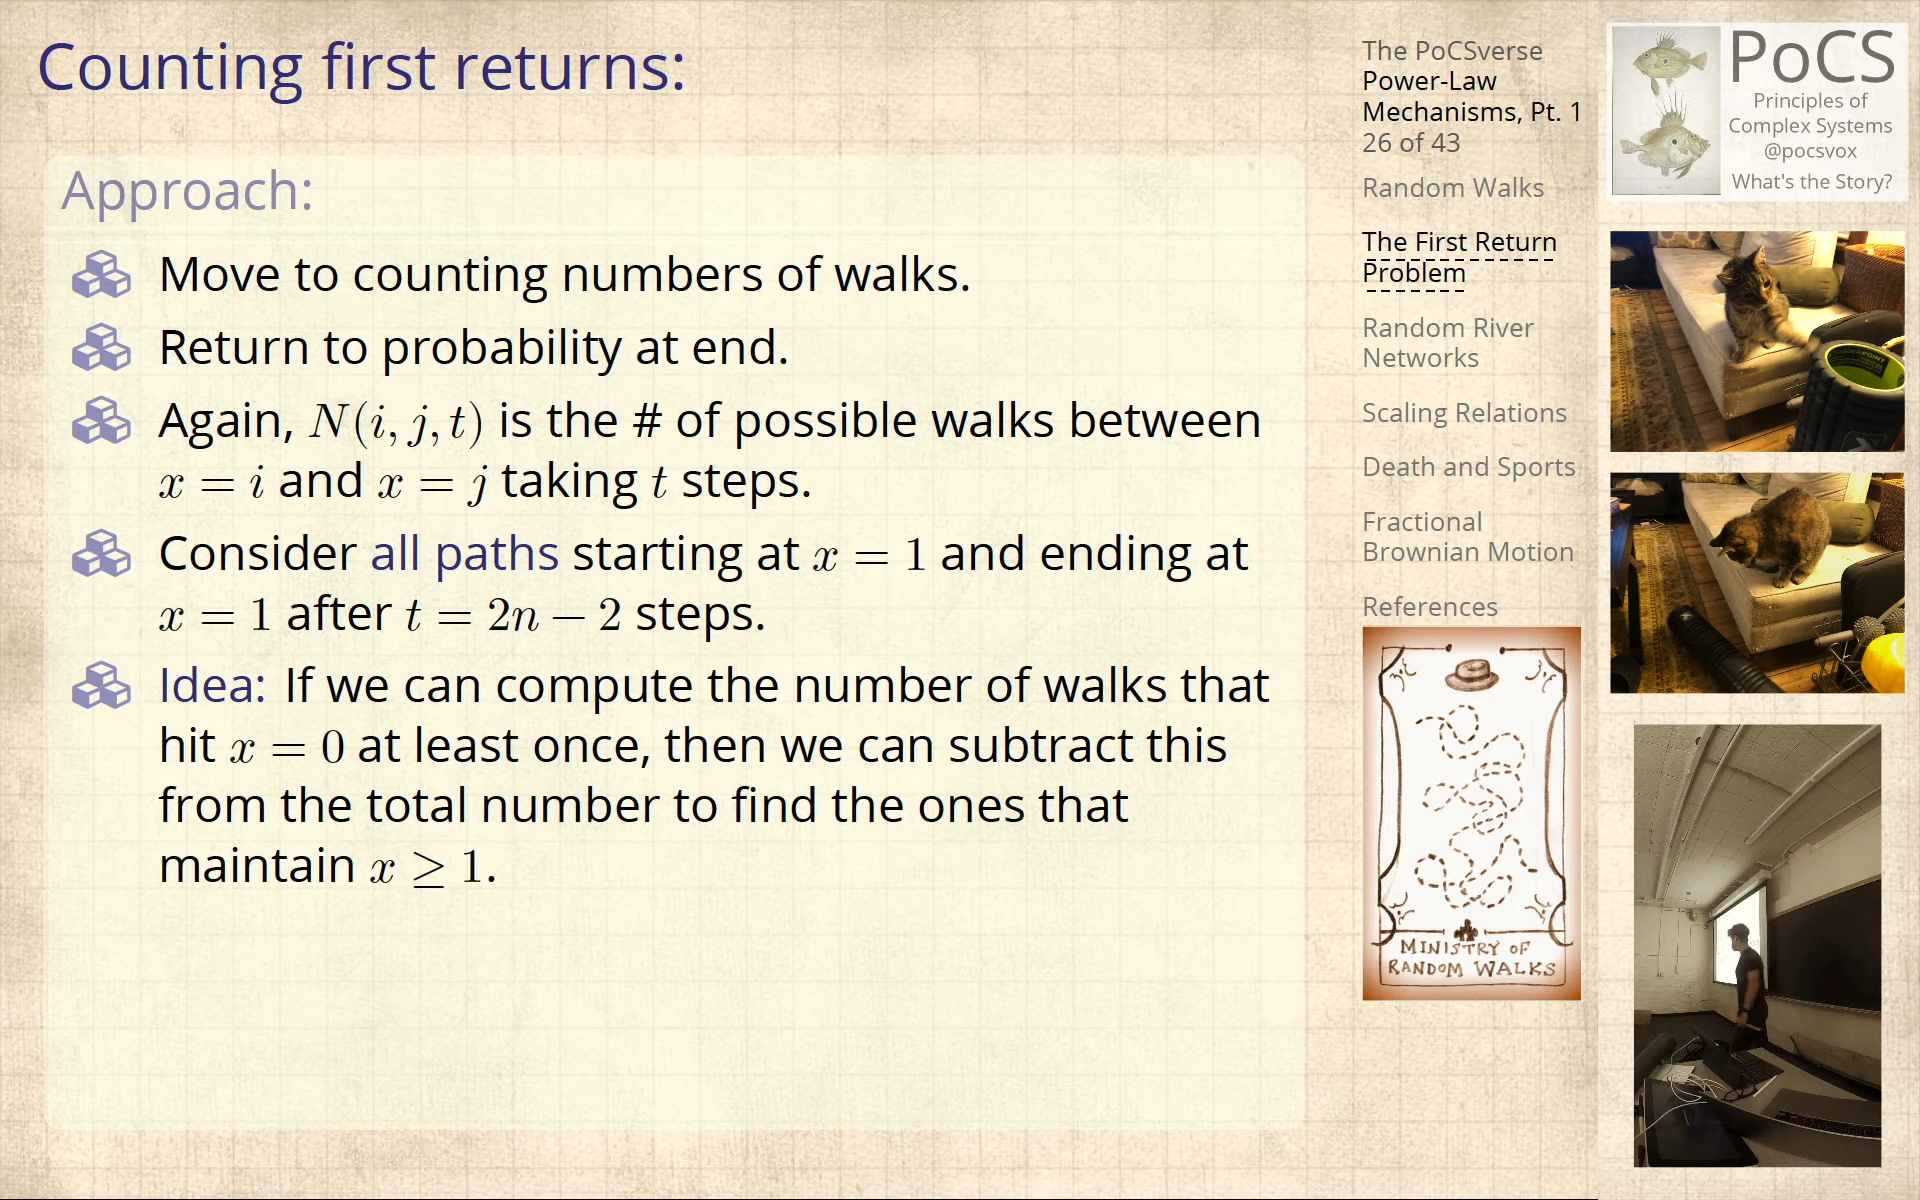 Counting first returns:
Approach:
Move to counting numbers of walks.
Return to probability at end.
Again, N(i, j, t) is the # of possible walks between
x = i and x = j taking t steps.
Consider all paths starting at x = 1 and ending at
x = 1 after t = 2n − 2 steps.
Idea: If we can compute the number of walks that
hit x = 0 at least once, then we can subtract this
from the total number to find the ones that
maintain x ≥ 1.
The PoCSverse
Power-Law
Mechanisms, Pt. 1
26 of 43
Random Walks
The First Return
Problem
Random River
Networks
Scaling Relations
Death and Sports
Fractional
Brownian Motion
References
MINISTRY OF
RANDOM WALKS
PoCS
Principles of
Complex Systems
@pocsvox
What's the Story?